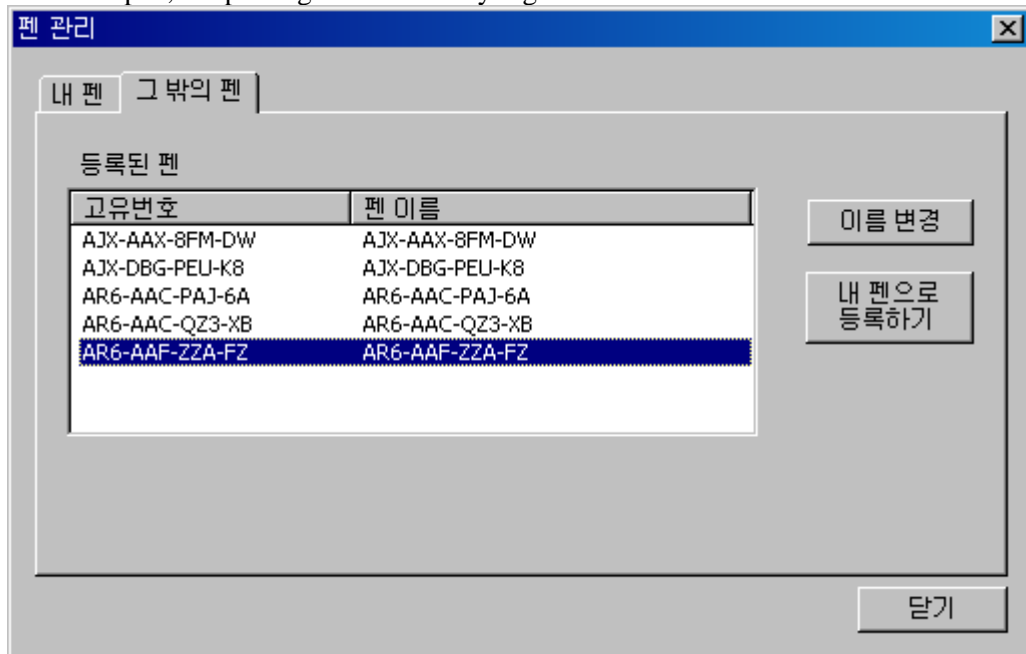 펜 관리
내 펜 그 밖의 펜
등록된 펜
고유번호 펜 이름
AJX-AAX-8FM-DW AJX-AAX-8FM-DW
AJX-DBG-PEU-K8 AJX-DBG-PEU-K8
AR6-AAC-PAJ-6A AR6-AAC-PAJ-6A
AR6-AAC-QZ3-XB AR6-AAC-QZ3-XB
AR6-AAF-ZZA-FZ AR6-AAF-ZZA-FZ
이름 변경
내 펜으로
등록하기
닫기